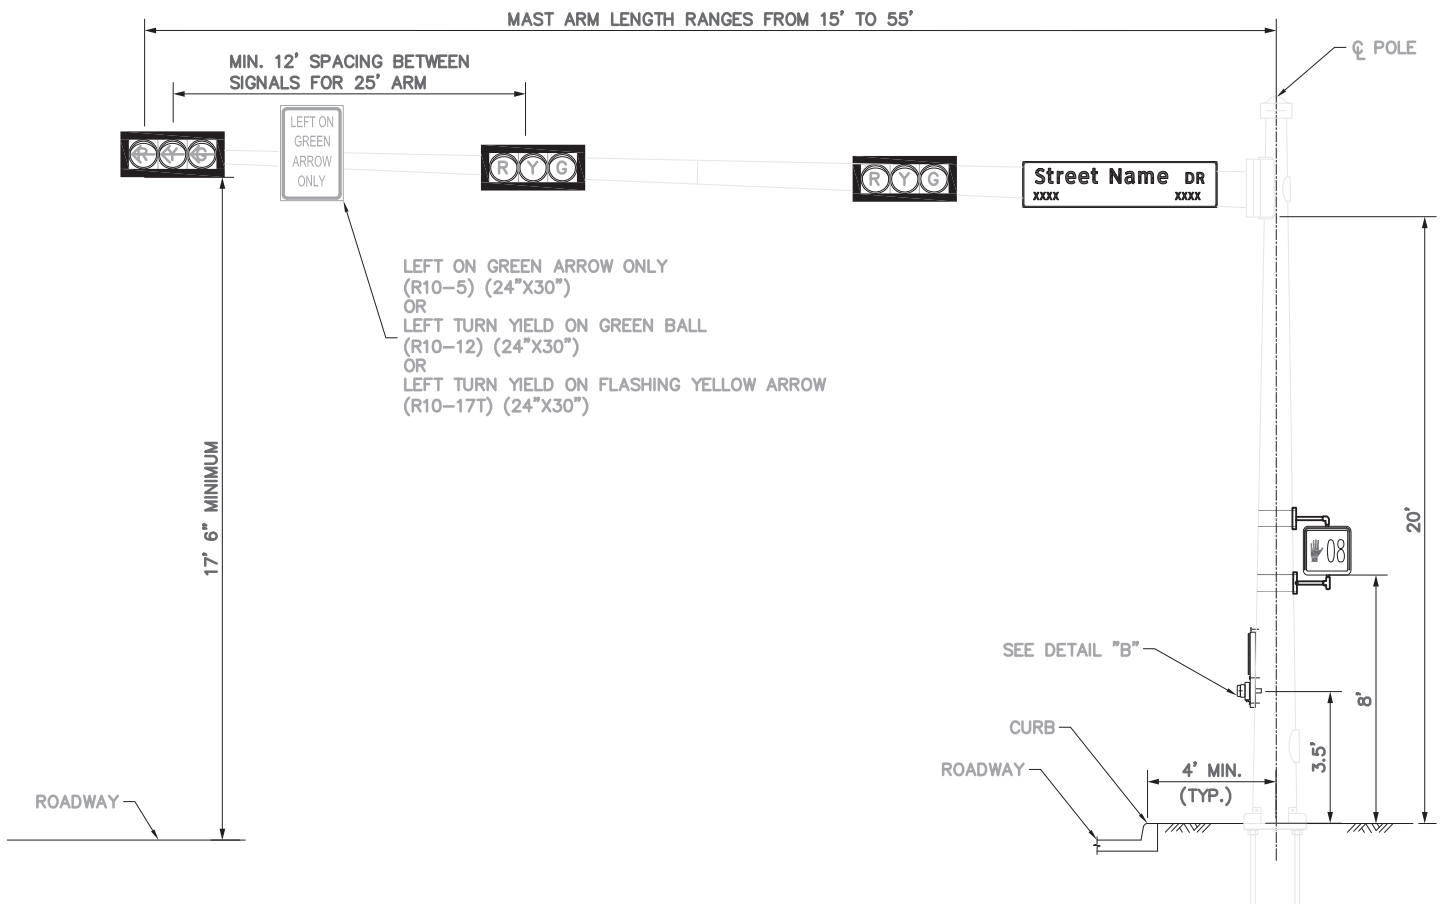 MAST ARM LENGTH RANGES FROM 15' TO 55'
℄ POLE
MIN. 12' SPACING BETWEEN
SIGNALS FOR 25' ARM
LEFT ON
GREEN
ARROW
ONLY
R Y G
R Y G
R Y G
Street Name DR
XXXX XXXX
LEFT ON GREEN ARROW ONLY
(R10-5) (24"X30")
OR
LEFT TURN YIELD ON GREEN BALL
(R10-12) (24"X30")
OR
LEFT TURN YIELD ON FLASHING YELLOW ARROW
(R10-17T) (24"X30")
17' 6" MINIMUM
20'
08
SEE DETAIL "B"
8'
3.5'
CURB
ROADWAY
4' MIN.
(TYP.)
ROADWAY